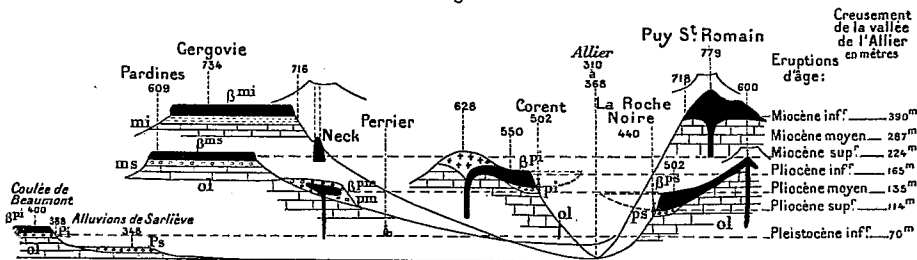 Creusement
de la vallée
de l'Allier
en mètres
Puy St. Romain
779
Gergovie
734
Allier
310
à
368
Eruptions
d'âge:
Pardines
609
716
718
600
βmi
mi
628
Corent
502
550
La Roche
Noire
440
Neck
Perrier
Miocène inff. 390m
Miocène moyen 287m
Miocène supr. 224m
βms
ms
ol
βpi
pi
502
Pliocène inff. 165m
βpm
pm
βps
ps
Pliocène moyen 135m
Pliocène supr. 114m
Coulée de
Beaumont
βpi 400
388
Pi
Alluvions de Sarliève
348
Ps
ol
ol
ol
Pleistocène inff. 70m